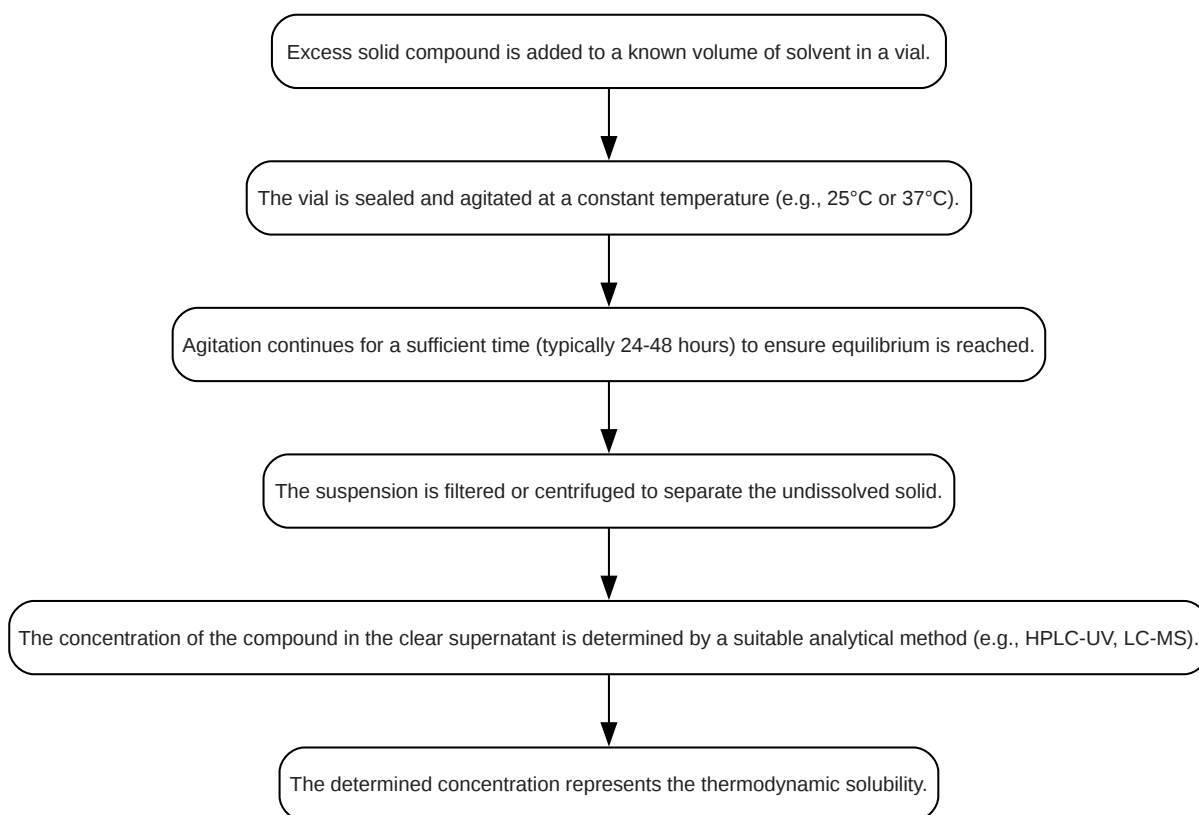 Excess solid compound is added to a known volume of solvent in a vial.
The vial is sealed and agitated at a constant temperature (e.g., 25°C or 37°C).
Agitation continues for a sufficient time (typically 24-48 hours) to ensure equilibrium is reached.
The suspension is filtered or centrifuged to separate the undissolved solid.
The concentration of the compound in the clear supernatant is determined by a suitable analytical method (e.g., HPLC-UV, LC-MS).
The determined concentration represents the thermodynamic solubility.